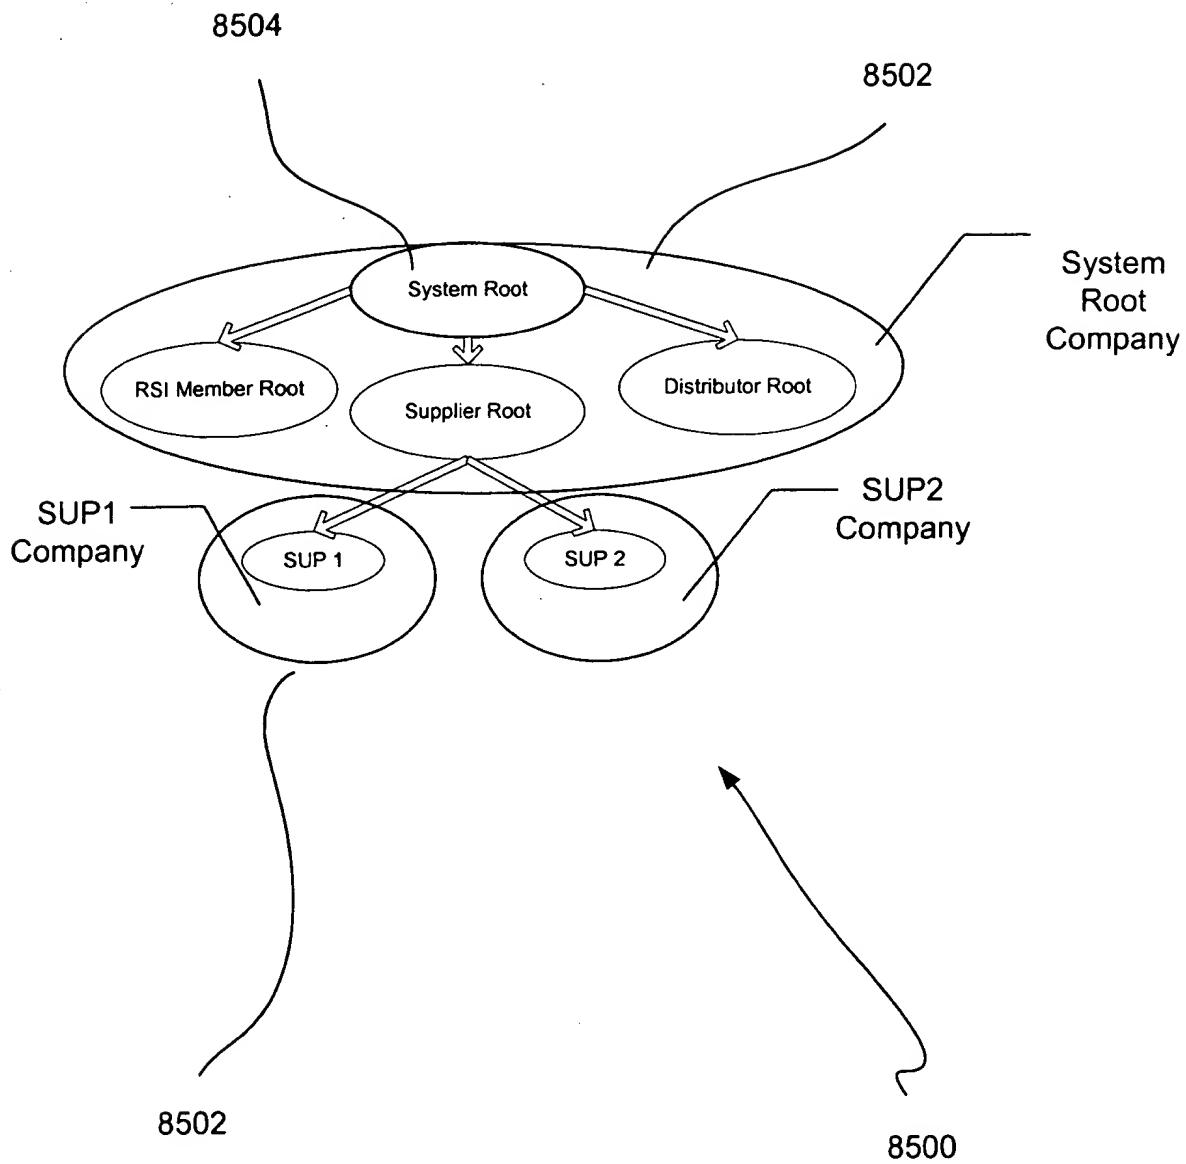 8504
8502
System
Root
Company
System Root
RSI Member Root
Supplier Root
Distributor Root
SUP1
Company
SUP2
Company
SUP 1
SUP 2
8502
8500